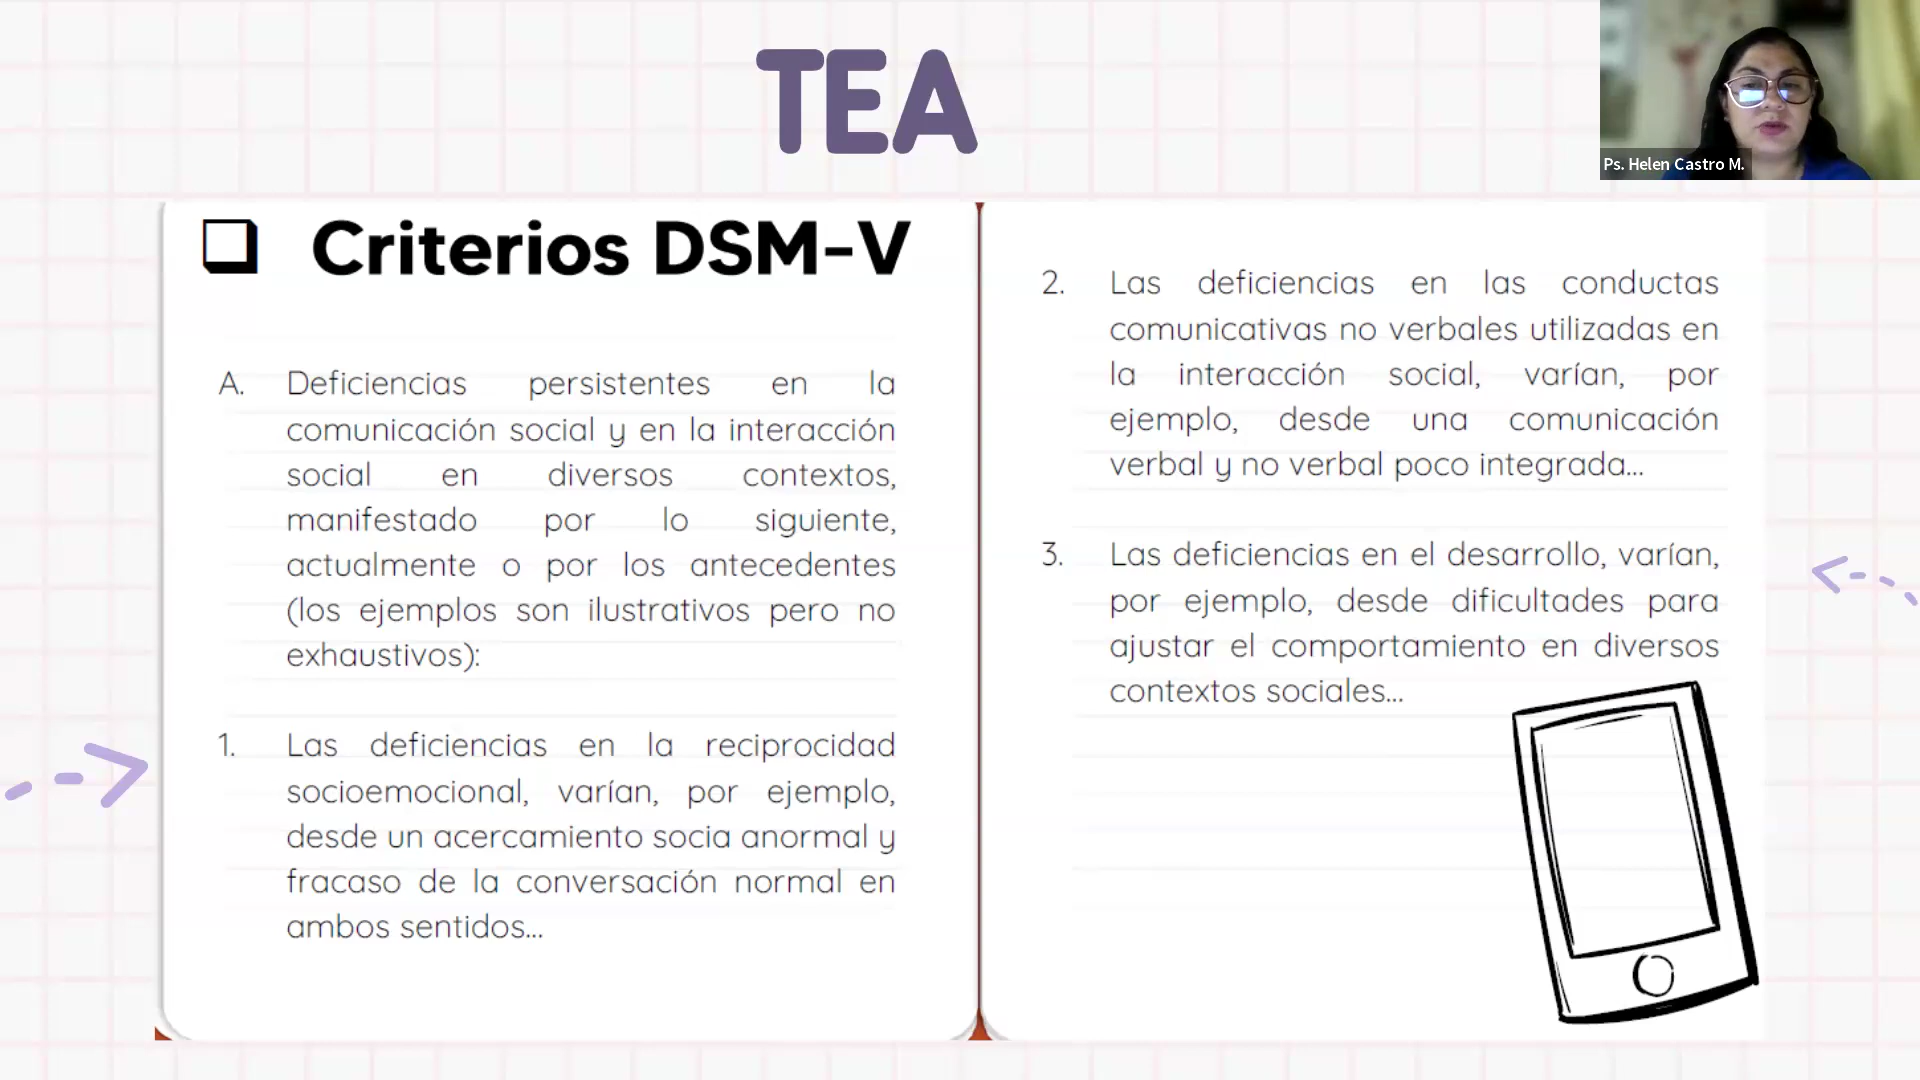 TEA
Ps. Helen Castro M.
Criterios DSM-V
A. Deficiencias persistentes en la
comunicación social y en la interacción
social en diversos contextos,
manifestado por lo siguiente,
actualmente o por los antecedentes
(los ejemplos son ilustrativos pero no
exhaustivos):
1. Las deficiencias en la reciprocidad
socioemocional, varían, por ejemplo,
desde un acercamiento socia anormal y
fracaso de la conversación normal en
ambos sentidos...
2. Las deficiencias en las conductas
comunicativas no verbales utilizadas en
la interacción social, varían, por
ejemplo, desde una comunicación
verbal y no verbal poco integrada...
3. Las deficiencias en el desarrollo, varían,
por ejemplo, desde dificultades para
ajustar el comportamiento en diversos
contextos sociales...